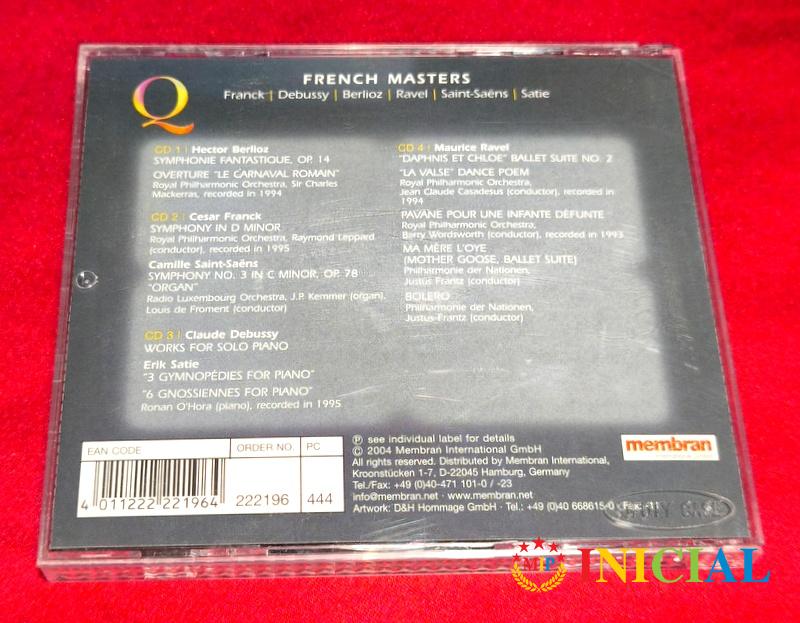 Q
FRENCH MASTERS
Franck | Debussy | Berlioz | Ravel | Saint-Saëns | Satie
CD 1 | Hector Berlioz
SYMPHONIE FANTASTIQUE, OP. 14
OVERTURE "LE CARNAVAL ROMAIN"
Royal Philharmonic Orchestra, Sir Charles
Mackerras, recorded in 1994
CD 2 | Cesar Franck
SYMPHONY IN D MINOR
Royal Philharmonic Orchestra, Raymond Leppard
(conductor), recorded in 1995
Camille Saint-Saëns
SYMPHONY NO. 3 IN C MINOR, OP. 78
"ORGAN"
Radio Luxembourg Orchestra, J.P. Kemmer (organ),
Louis de Froment (conductor)
CD 3 | Claude Debussy
WORKS FOR SOLO PIANO
Erik Satie
"3 GYMNOPÉDIES FOR PIANO"
"6 GNOSSIENNES FOR PIANO"
Ronan O'Hora (piano), recorded in 1995
CD 4 | Maurice Ravel
"DAPHNIS ET CHLOE" BALLET SUITE NO. 2
"LA VALSE" DANCE POEM
Royal Philharmonic Orchestra,
Jean Claude Casadesus (conductor), recorded in
1994
PAVANE POUR UNE INFANTE DÉFUNTE
Royal Philharmonic Orchestra,
Barry Wordsworth (conductor), recorded in 1993
MA MÈRE L'OYE
(MOTHER GOOSE, BALLET SUITE)
Philharmonie der Nationen,
Justus Frantz (conductor)
BOLERO
Philharmonie der Nationen,
Justus Frantz (conductor)
EAN CODE
4 011222 221964
ORDER NO.
222196
PC
444
Ⓟ see individual label for details
© 2004 Membran International GmbH
All rights reserved. Distributed by Membran International,
Kroonstücken 1-7, D-22045 Hamburg, Germany
Tel./Fax: +49 (0)40-471 101-0 / -23
info@membran.net · www.membran.net
Artwork: D&H Hommage GmbH · Tel.: +49 (0)40 668615-0 · Fax: -11
membran
MJP
INICIAL